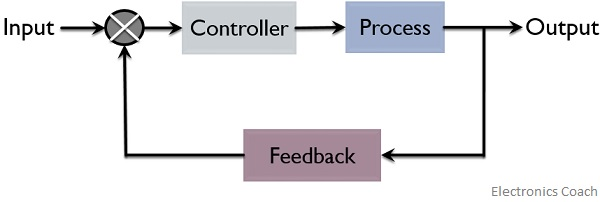 Input
Controller
Process
Output
Feedback
Electronics Coach